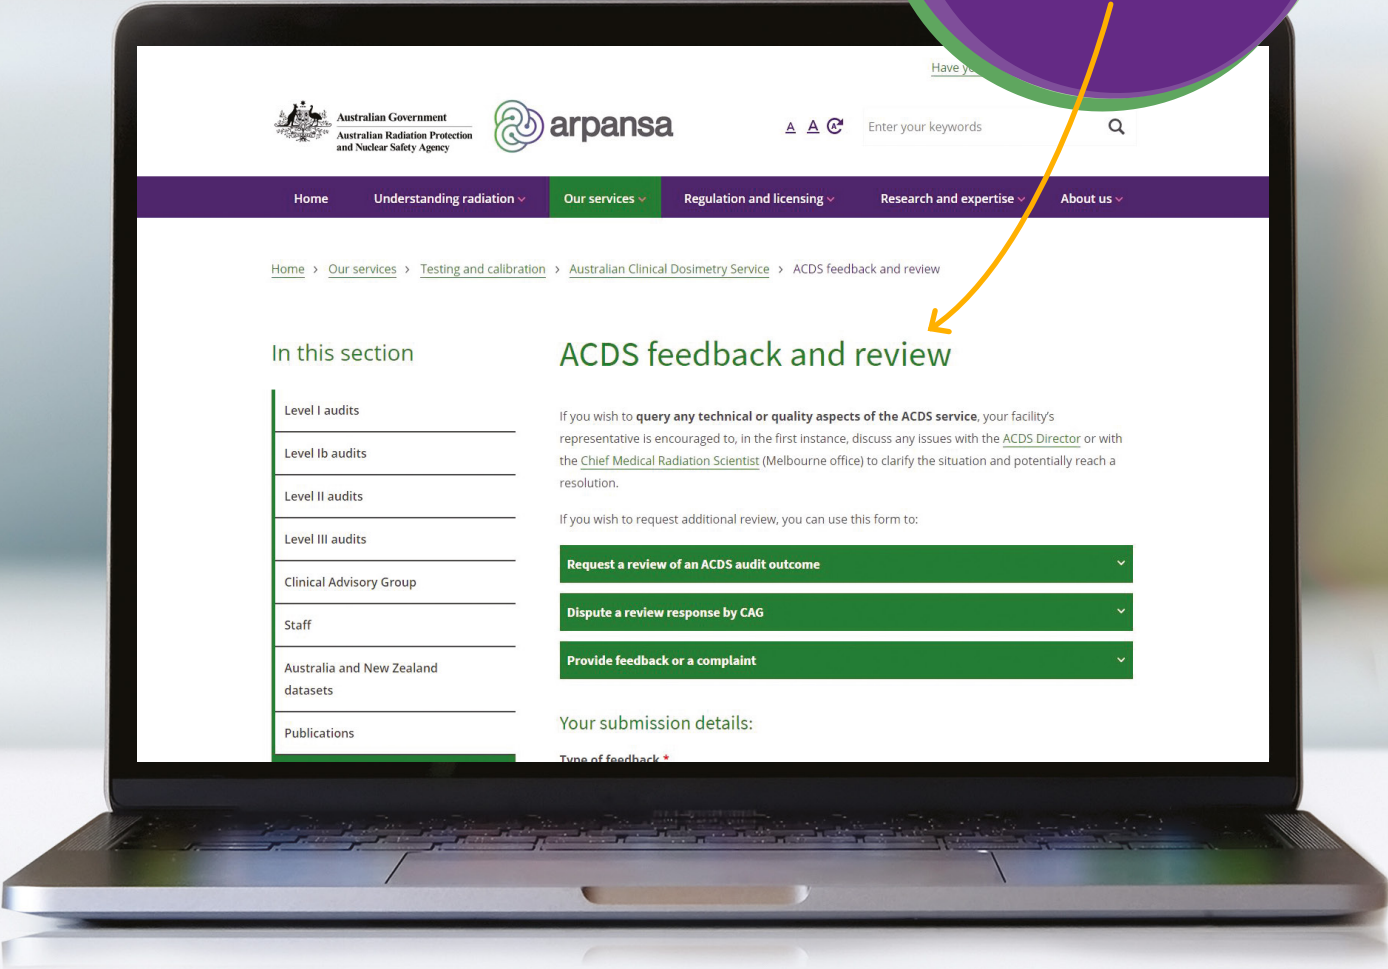 Have
Australian Government
Australian Radiation Protection
and Nuclear Safety Agency
arpansa
A A A
Enter your keywords
Home Understanding radiation Our services Regulation and licensing Research and expertise About us
Home > Our services > Testing and calibration > Australian Clinical Dosimetry Service > ACDS feedback and review
In this section
Level I audits
Level Ib audits
Level II audits
Level III audits
Clinical Advisory Group
Staff
Australia and New Zealand
datasets
Publications
ACDS feedback and review
If you wish to query any technical or quality aspects of the ACDS service, your facility's
representative is encouraged to, in the first instance, discuss any issues with the ACDS Director or with
the Chief Medical Radiation Scientist (Melbourne office) to clarify the situation and potentially reach a
resolution.
If you wish to request additional review, you can use this form to:
Request a review of an ACDS audit outcome
Dispute a review response by CAG
Provide feedback or a complaint
Your submission details:
Type of feedback *